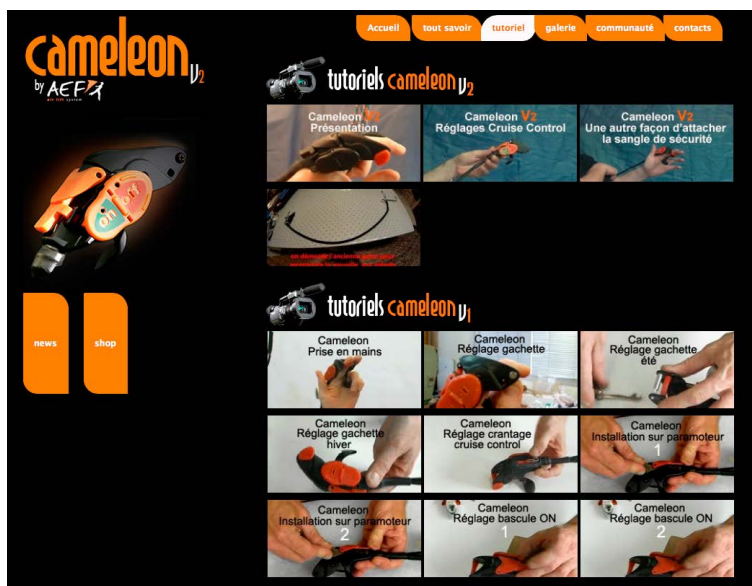 Accueil
tout savoir
tutoriel
galerie
communauté
contacts
cameleon V2
by AEF
air eff system
tutoriels cameleon V2
Cameleon V2
Présentation
Cameleon V2
Réglages Cruise Control
Cameleon V2
Une autre façon d'attacher
la sangle de sécurité
on
news
shop
tutoriels cameleon V1
Cameleon
Prise en mains
Cameleon
Réglage gachette
Cameleon
Réglage gachette
été
Cameleon
Réglage gachette
hiver
Cameleon
Réglage crantage
cruise control
Cameleon
Installation sur paramoteur
1
Cameleon
Installation sur paramoteur
2
Cameleon
Réglage bascule ON
1
Cameleon
Réglage bascule ON
2